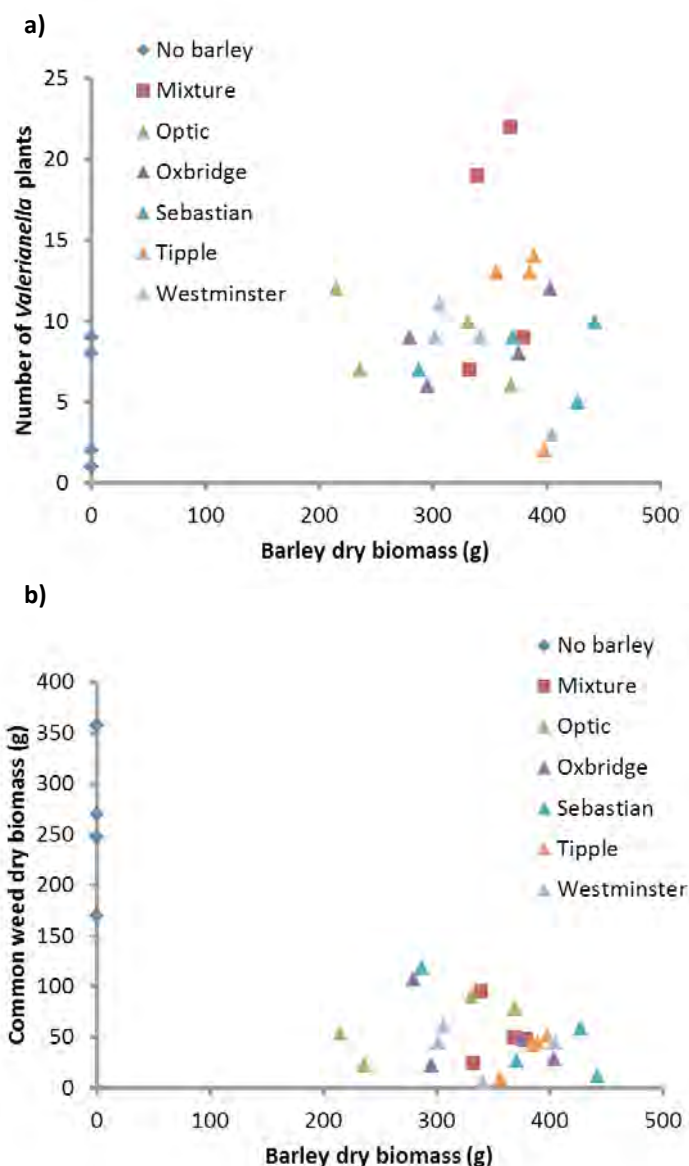 a)
No barley
Mixture
Optic
Oxbridge
Sebastian
Tipple
Westminster
25
20
15
10
5
0
0 100 200 300 400 500
Number of Valerianella plants
Barley dry biomass (g)
b)
No barley
Mixture
Optic
Oxbridge
Sebastian
Tipple
Westminster
400
350
300
250
200
150
100
50
0
0 100 200 300 400 500
Common weed dry biomass (g)
Barley dry biomass (g)